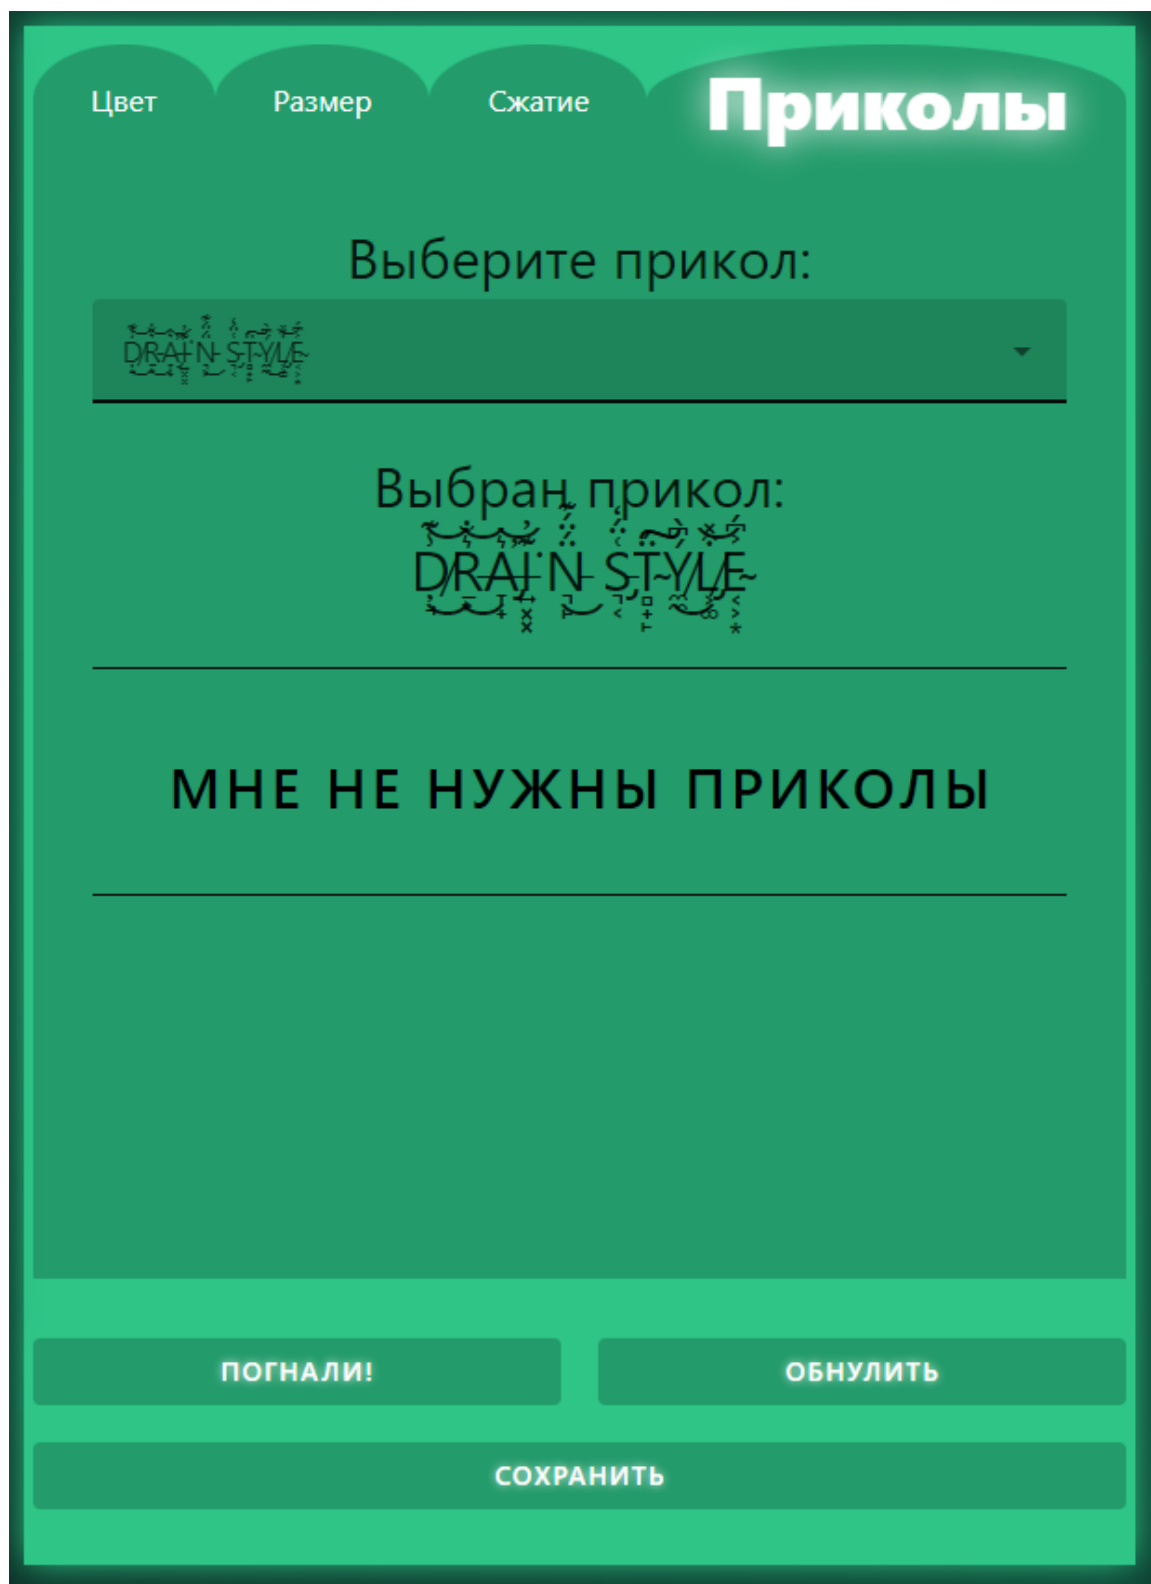 Цвет Размер Сжатие Приколы
Выберите прикол:
DRAIN STYLE
Выбран прикол:
DRAIN STYLE
МНЕ НЕ НУЖНЫ ПРИКОЛЫ
ПОГНАЛИ! ОБНУЛИТЬ
СОХРАНИТЬ